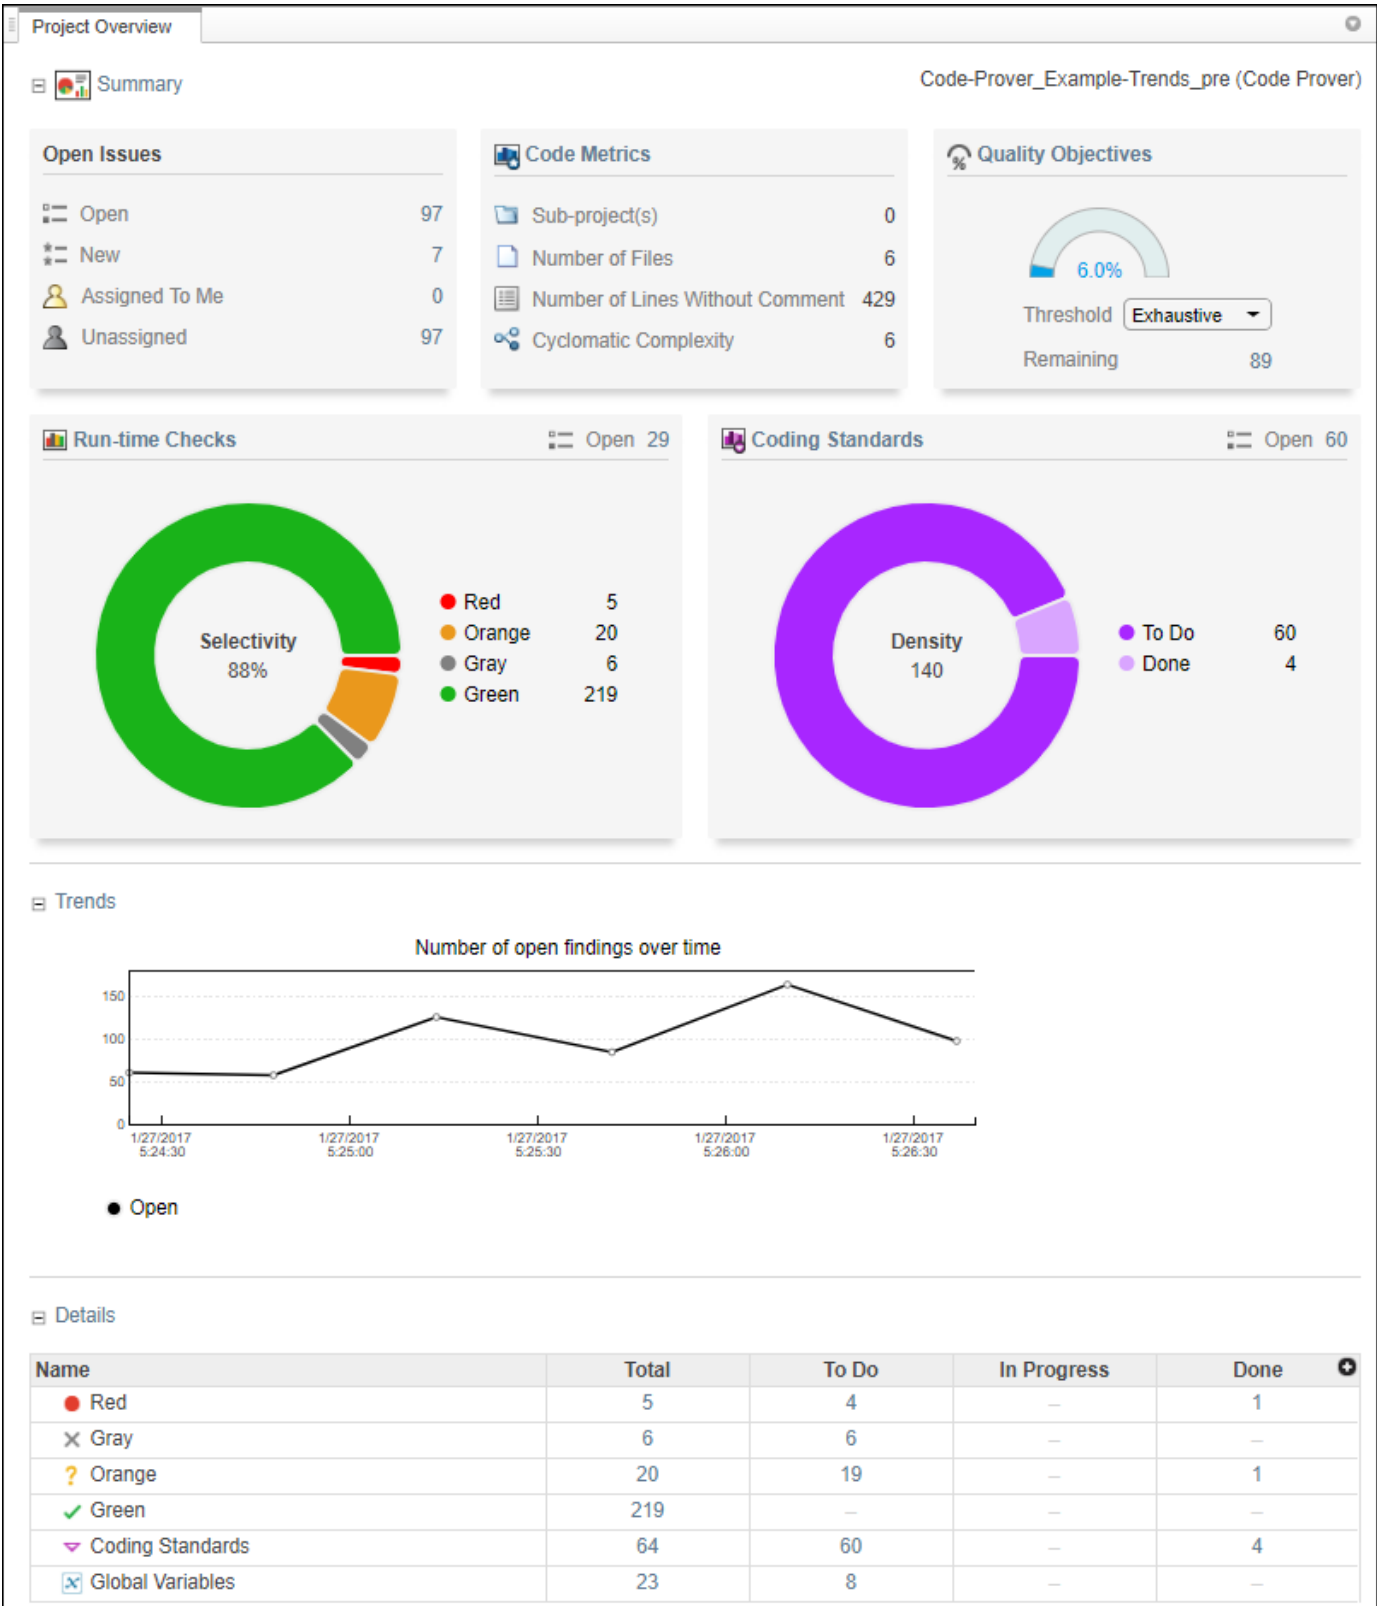 Project Overview
Summary
Code-Prover_Example-Trends_pre (Code Prover)
Open Issues
Open 97
New 7
Assigned To Me 0
Unassigned 97
Code Metrics
Sub-project(s) 0
Number of Files 6
Number of Lines Without Comment 429
Cyclomatic Complexity 6
% Quality Objectives
6.0%
Threshold Exhaustive
Remaining 89
Run-time Checks Open 29
Selectivity
88%
Red 5
Orange 20
Gray 6
Green 219
Coding Standards Open 60
Density
140
To Do 60
Done 4
Trends
Number of open findings over time
150
100
50
0
1/27/2017 1/27/2017 1/27/2017 1/27/2017 1/27/2017
5:24:30 5:25:00 5:25:30 5:26:00 5:26:30
Open
Details
Name Total To Do In Progress Done
Red 5 4 – 1
Gray 6 6 – –
? Orange 20 19 – 1
Green 219 – – –
Coding Standards 64 60 – 4
x Global Variables 23 8 – –